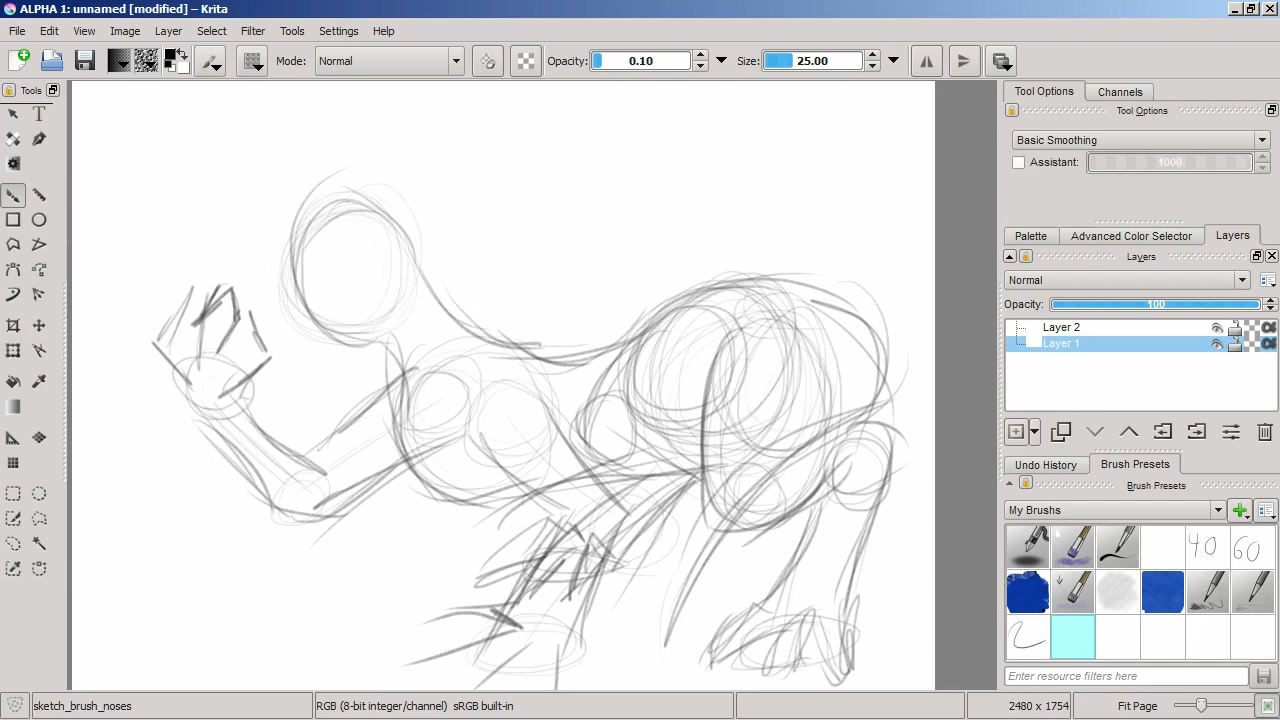 ALPHA 1: unnamed [modified] – Krita
File Edit View Image Layer Select Filter Tools Settings Help
Mode: Normal Opacity: 0.10 Size: 25.00
Tools
T
Tool Options Channels
Tool Options
Basic Smoothing
Assistant: 1000
Palette Advanced Color Selector Layers
Layers
Normal
Opacity: 100
Layer 2
Layer 1
Undo History Brush Presets
Brush Presets
My Brushes
40 60
Enter resource filters here
sketch_brush_noses RGB (8-bit integer/channel) sRGB built-in 2480 x 1754 Fit Page